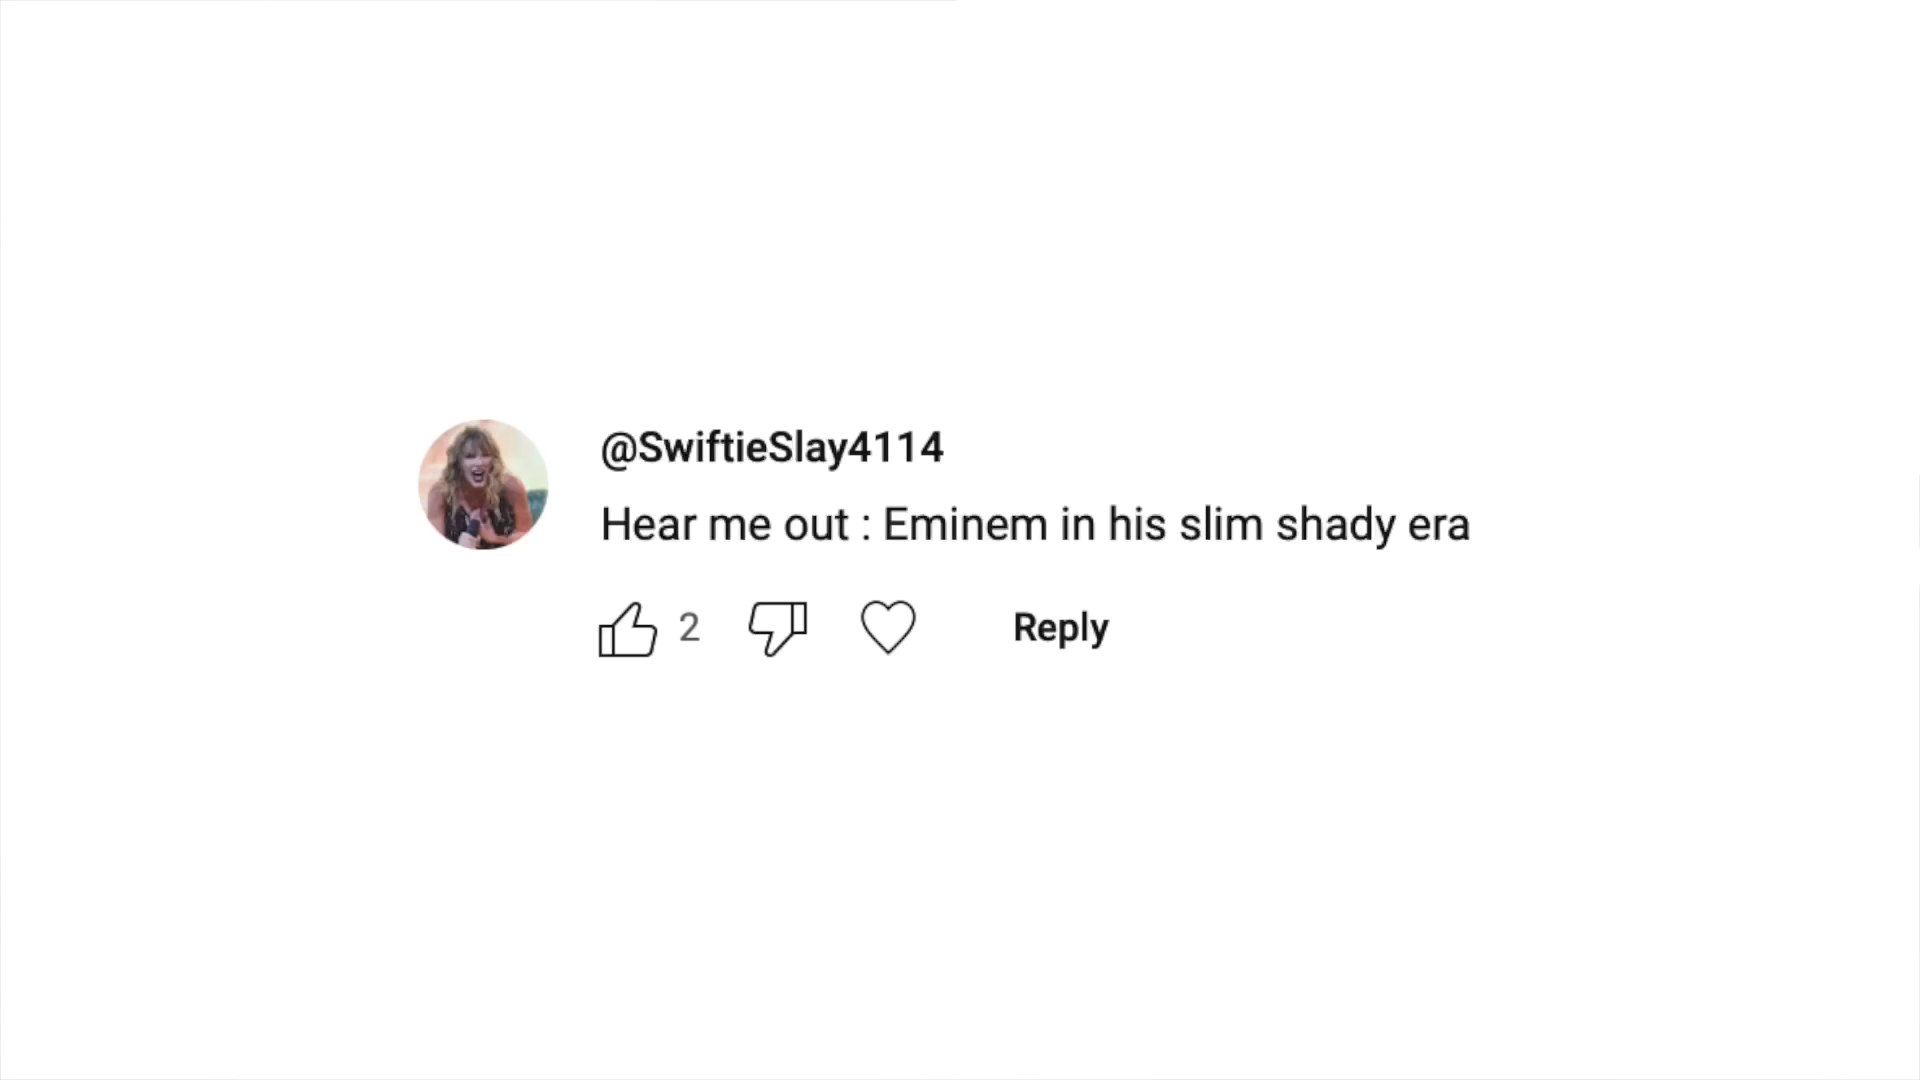 @SwiftieSlay4114
Hear me out : Eminem in his slim shady era
2 Reply